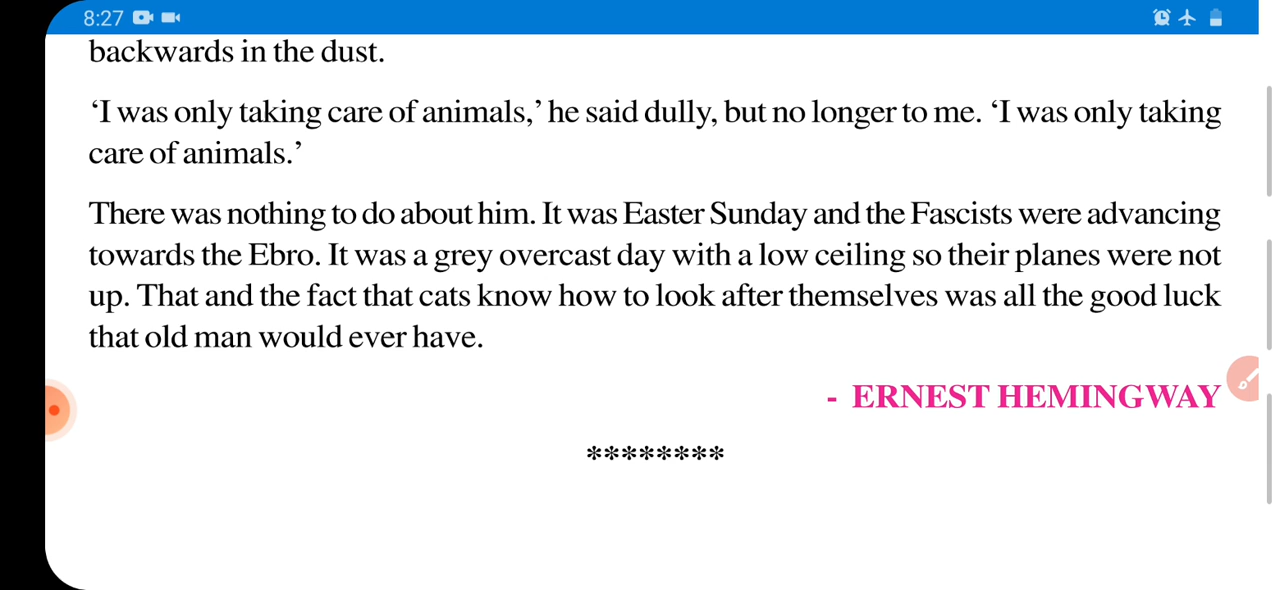 8:27
backwards in the dust.
‘I was only taking care of animals,’ he said dully, but no longer to me. ‘I was only taking
care of animals.’
There was nothing to do about him. It was Easter Sunday and the Fascists were advancing
towards the Ebro. It was a grey overcast day with a low ceiling so their planes were not
up. That and the fact that cats know how to look after themselves was all the good luck
that old man would ever have.
- ERNEST HEMINGWAY
********